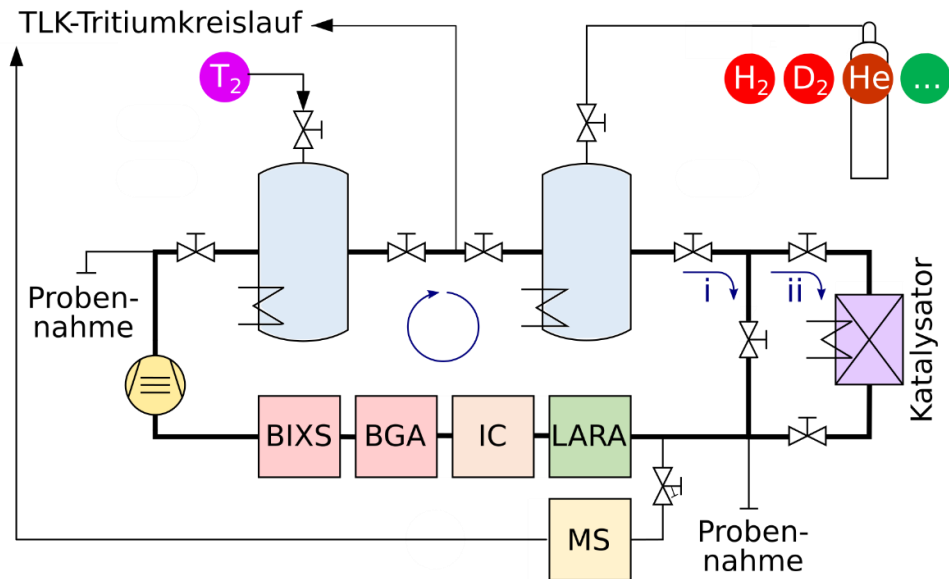 TLK-Tritiumkreislauf
T2
H2
D2
He
...
Proben-
nahme
i
ii
Katalysator
BIXS
BGA
IC
LARA
MS
Proben-
nahme